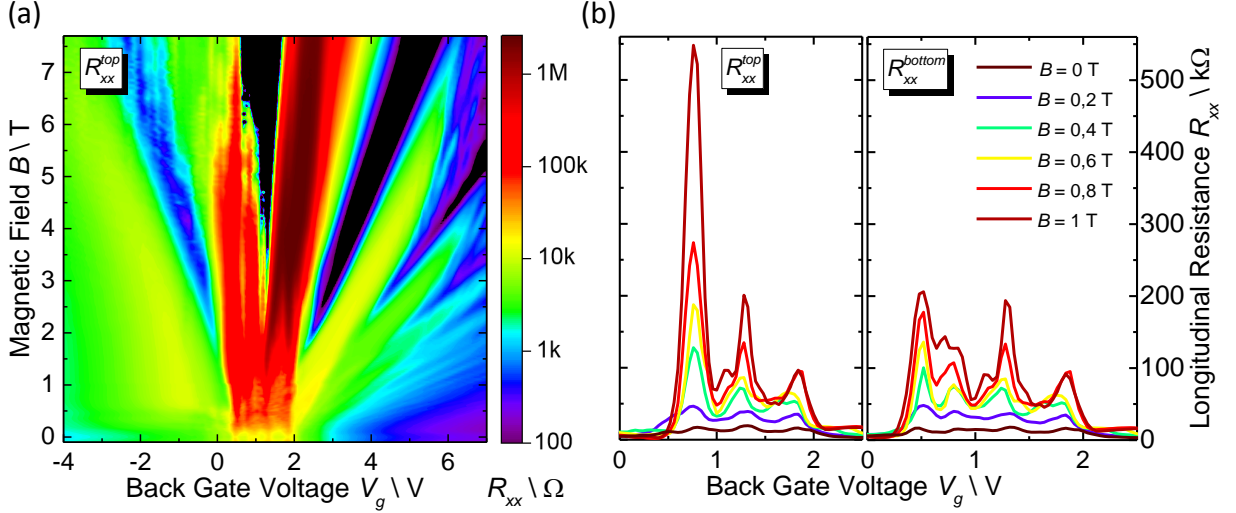 (a)
R_xx^top
Magnetic Field B \ T
7
6
5
4
3
2
1
0
-4
-2
0
2
4
6
Back Gate Voltage V_g \ V
1M
100k
10k
1k
100
R_xx \ Ω
(b)
R_xx^top
0
1
2
R_xx^bottom
B = 0 T
B = 0,2 T
B = 0,4 T
B = 0,6 T
B = 0,8 T
B = 1 T
0
1
2
Back Gate Voltage V_g \ V
500
400
300
200
100
0
Longitudinal Resistance R_xx \ kΩ